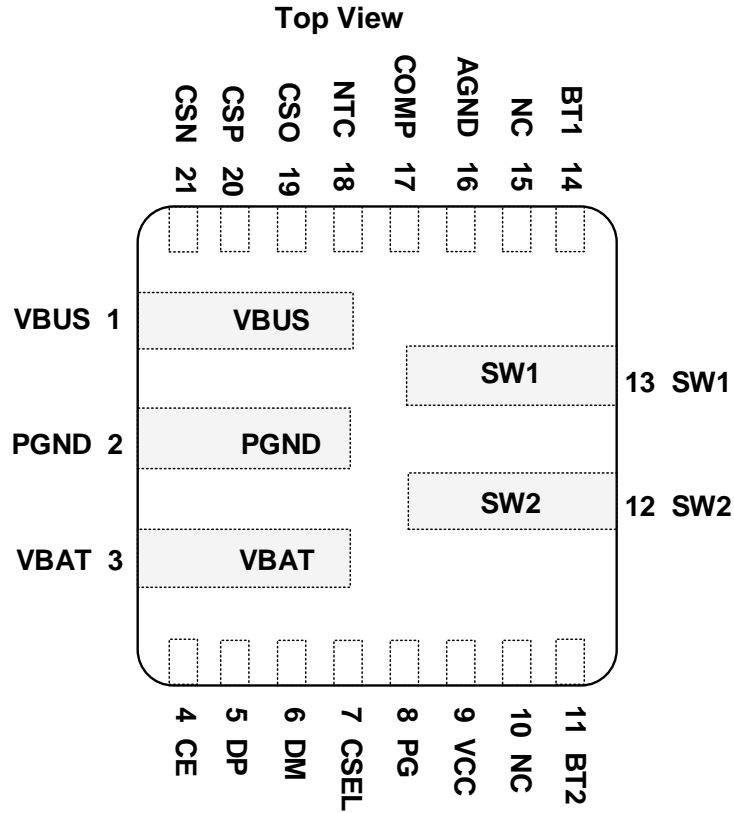 Top View
CSN 21
CSP 20
CSO 19
NTC 18
COMP 17
AGND 16
NC 15
BT1 14
VBUS 1
VBUS
SW1
13 SW1
PGND 2
PGND
SW2
12 SW2
VBAT 3
VBAT
4 CE
5 DP
6 DM
7 CSEL
8 PG
9 VCC
10 NC
11 BT2